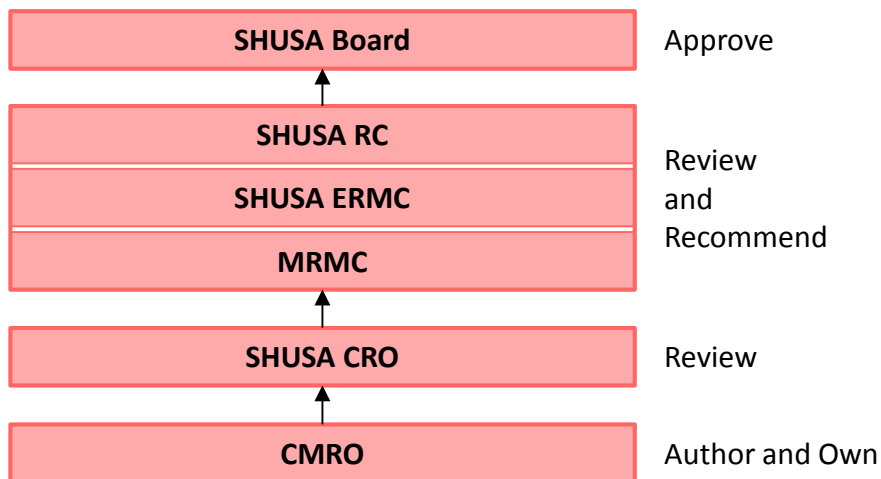 SHUSA Board
Approve
SHUSA RC
SHUSA ERMC
MRMC
Review
and
Recommend
SHUSA CRO
Review
CMRO
Author and Own